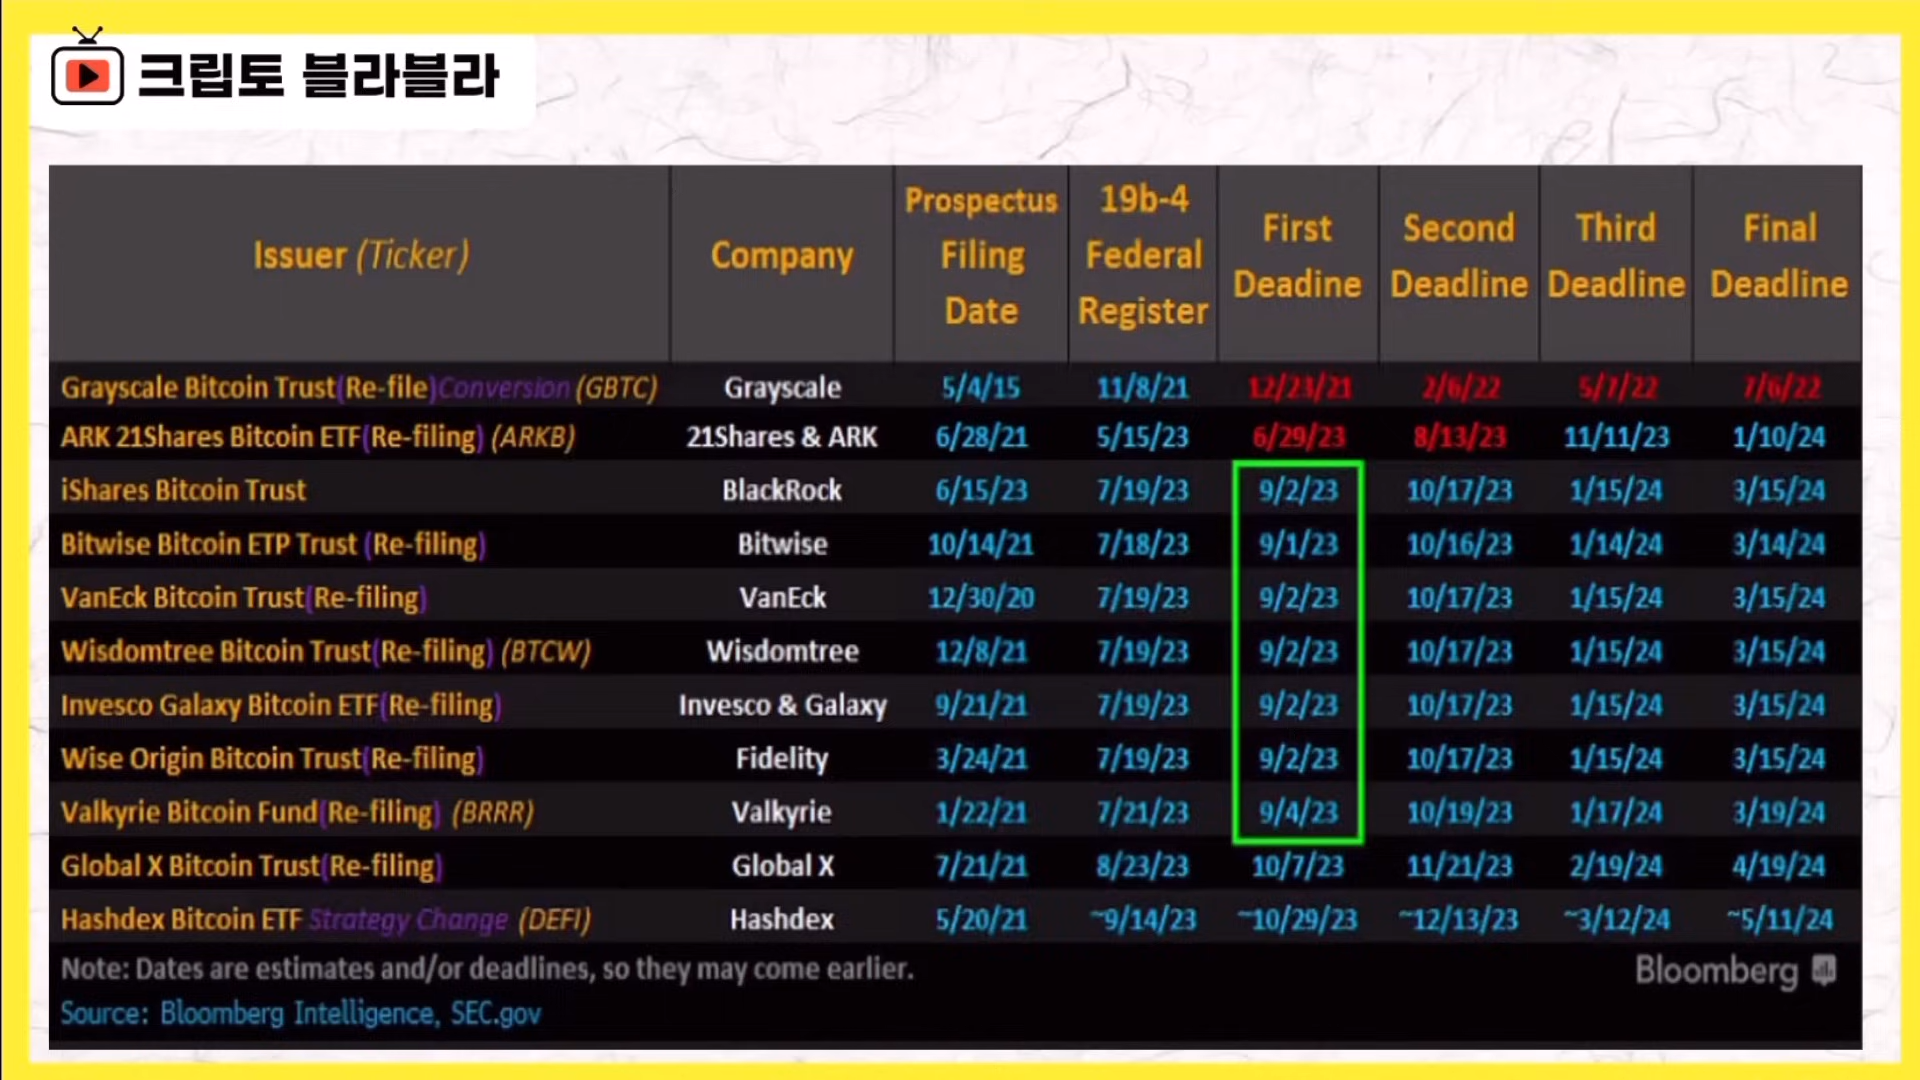 크립토 블라블라
Issuer (Ticker) Company Prospectus Filing Date 19b-4 Federal Register First Deadine Second Deadline Third Deadline Final Deadline
Grayscale Bitcoin Trust(Re-file)Conversion (GBTC) Grayscale 5/4/15 11/8/21 12/23/21 2/6/22 5/7/22 7/6/22
ARK 21Shares Bitcoin ETF(Re-filing) (ARKB) 21Shares & ARK 6/28/21 5/15/23 6/29/23 8/13/23 11/11/23 1/10/24
iShares Bitcoin Trust BlackRock 6/15/23 7/19/23 9/2/23 10/17/23 1/15/24 3/15/24
Bitwise Bitcoin ETP Trust (Re-filing) Bitwise 10/14/21 7/18/23 9/1/23 10/16/23 1/14/24 3/14/24
VanEck Bitcoin Trust(Re-filing) VanEck 12/30/20 7/19/23 9/2/23 10/17/23 1/15/24 3/15/24
Wisdomtree Bitcoin Trust(Re-filing) (BTCW) Wisdomtree 12/8/21 7/19/23 9/2/23 10/17/23 1/15/24 3/15/24
Invesco Galaxy Bitcoin ETF(Re-filing) Invesco & Galaxy 9/21/21 7/19/23 9/2/23 10/17/23 1/15/24 3/15/24
Wise Origin Bitcoin Trust(Re-filing) Fidelity 3/24/21 7/19/23 9/2/23 10/17/23 1/15/24 3/15/24
Valkyrie Bitcoin Fund(Re-filing) (BRRR) Valkyrie 1/22/21 7/21/23 9/4/23 10/19/23 1/17/24 3/19/24
Global X Bitcoin Trust(Re-filing) Global X 7/21/21 8/23/23 10/7/23 11/21/23 2/19/24 4/19/24
Hashdex Bitcoin ETF Strategy Change (DEFI) Hashdex 5/20/21 ~9/14/23 ~10/29/23 ~12/13/23 ~3/12/24 ~5/11/24
Note: Dates are estimates and/or deadlines, so they may come earlier. Bloomberg
Source: Bloomberg Intelligence, SEC.gov